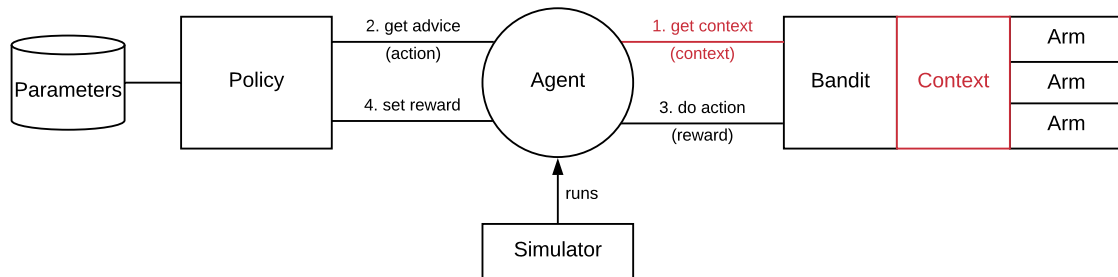 Parameters
Policy
2. get advice
(action)
4. set reward
Agent
1. get context
(context)
3. do action
(reward)
Bandit
Context
Arm
Arm
Arm
runs
Simulator